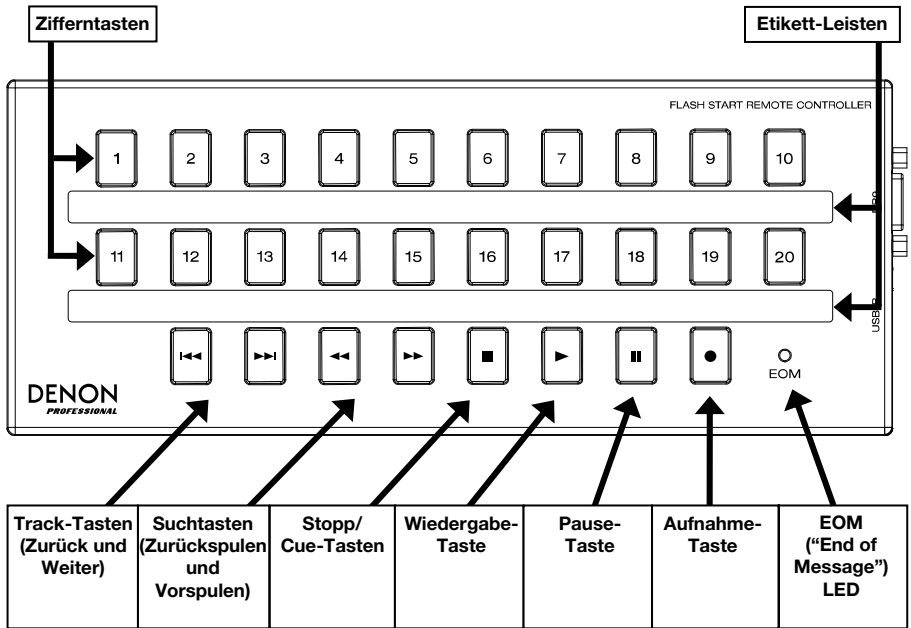 Zifferntasten
Etikett-Leisten
FLASH START REMOTE CONTROLLER
1 2 3 4 5 6 7 8 9 10
11 12 13 14 15 16 17 18 19 20
EOM
DENON
PROFESSIONAL
Track-Tasten
(Zurück und
Weiter)
Suchtasten
(Zurückspulen
und
Vorspulen)
Stopp/
Cue-Tasten
Wiedergabe-
Taste
Pause-
Taste
Aufnahme-
Taste
EOM
(“End of
Message”)
LED